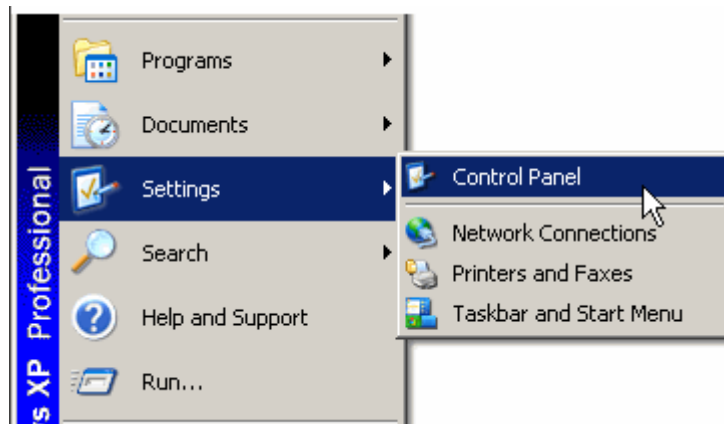 Programs
Documents
Settings
Search
Help and Support
Run...
Control Panel
Network Connections
Printers and Faxes
Taskbar and Start Menu
XP Professional